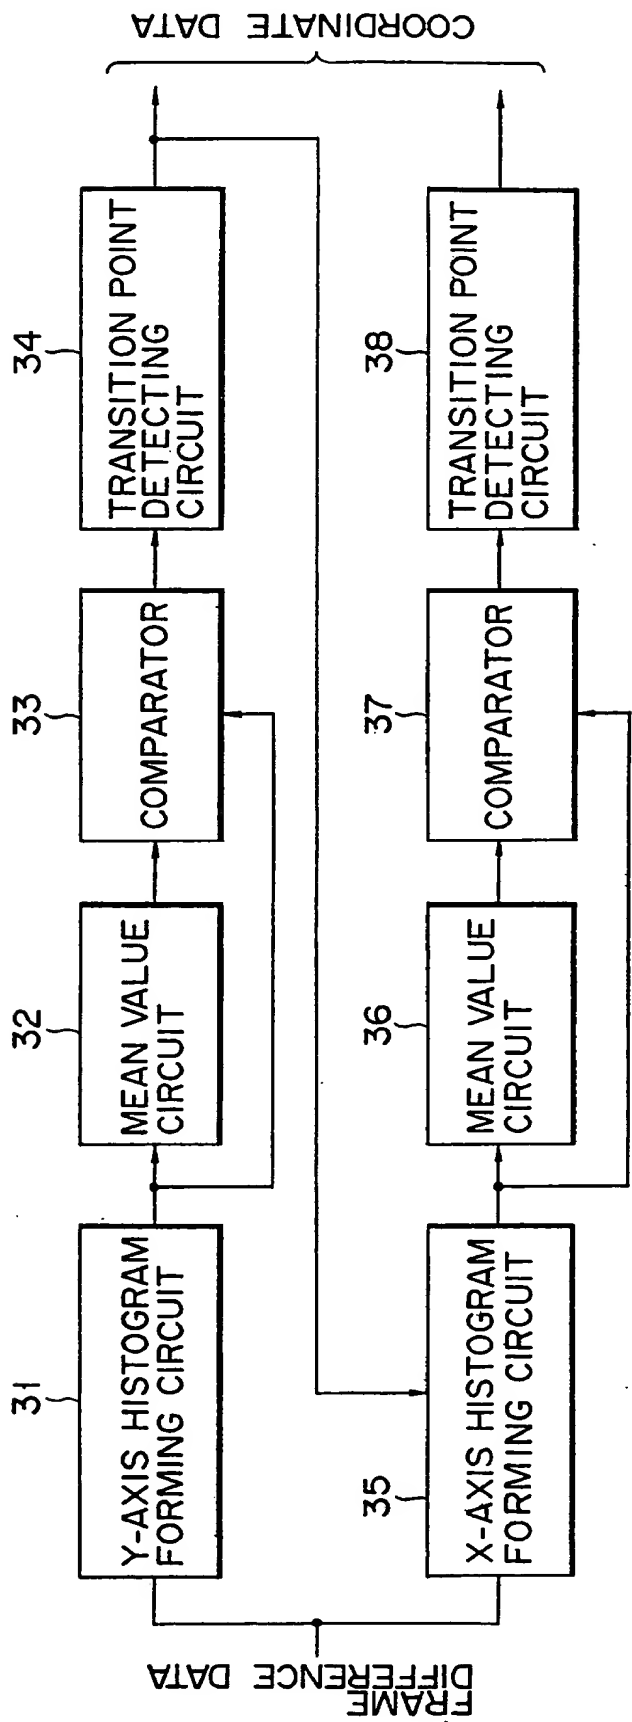 FRAME
DIFFERENCE DATA
31
Y-AXIS HISTOGRAM
FORMING CIRCUIT
32
MEAN VALUE
CIRCUIT
33
COMPARATOR
34
TRANSITION POINT
DETECTING
CIRCUIT
35
X-AXIS HISTOGRAM
FORMING CIRCUIT
36
MEAN VALUE
CIRCUIT
37
COMPARATOR
38
TRANSITION POINT
DETECTING
CIRCUIT
COORDINATE DATA